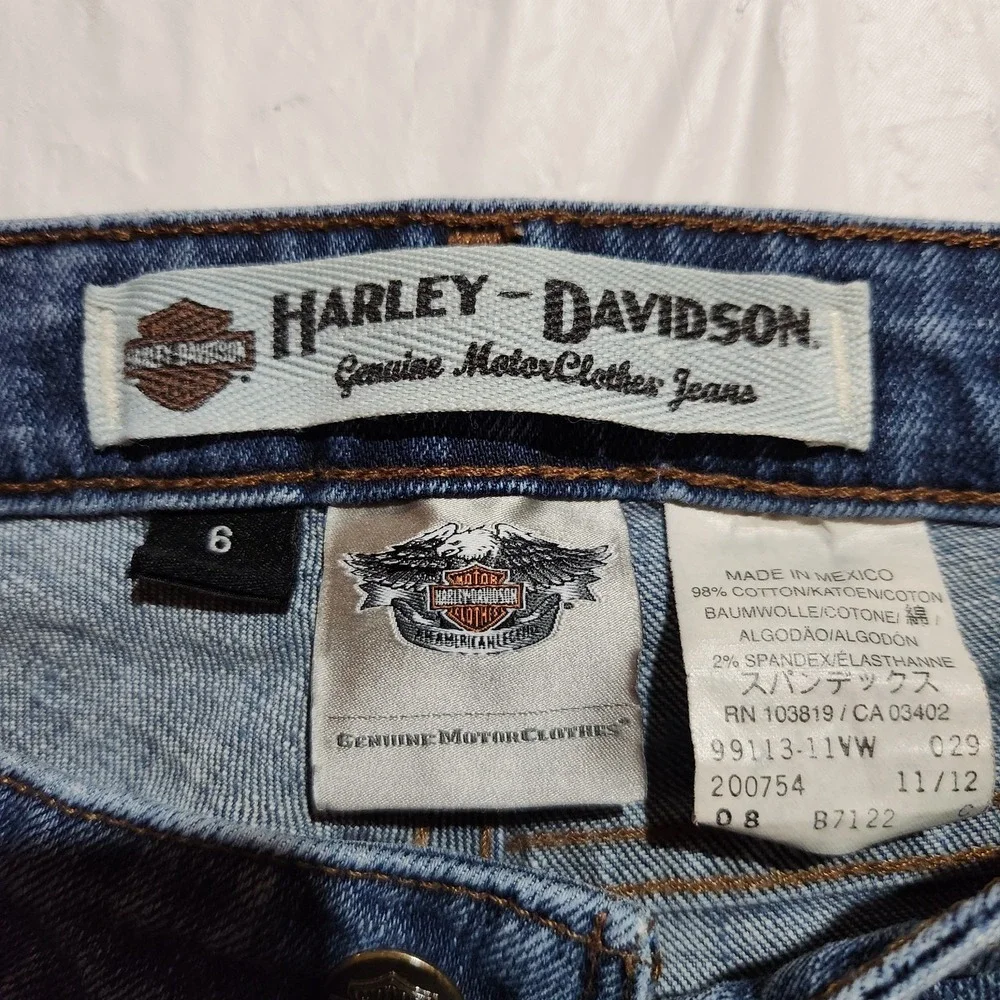 HARLEY-DAVIDSON
HARLEY - DAVIDSON.
Genuine MotorClothes Jeans
6
MOTOR
HARLEY-DAVIDSON
CLOTHES
AN AMERICAN LEGEND
GENUINE MOTORCLOTHES®
MADE IN MEXICO
98% COTTON/KATOEN/COTON
BAUMWOLLE/COTONE/ 綿/
ALGODÃO/ALGODÓN
2% SPANDEX/ÉLASTHANNE
スパンデックス
RN 103819 / CA 03402
99113-11VW 029
200754 11/12
08 B7122